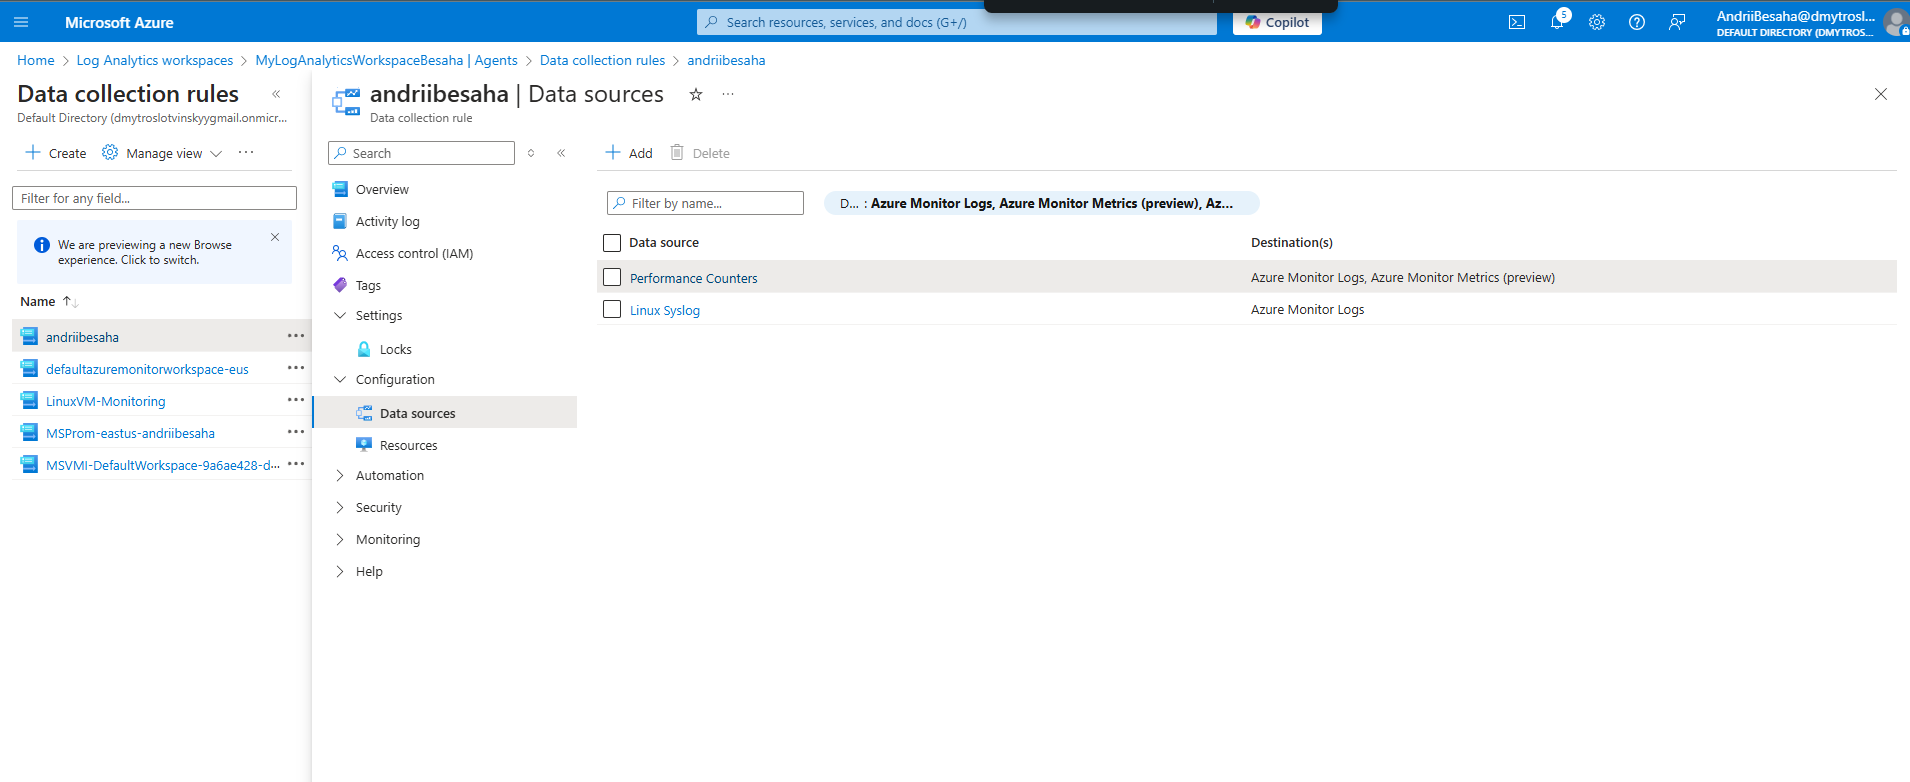 Microsoft Azure
Search resources, services, and docs (G+/)
Copilot
5
AndriiBesaha@dmytrosl...
DEFAULT DIRECTORY (DMYTROS...
Home > Log Analytics workspaces > MyLogAnalyticsWorkspaceBesaha | Agents > Data collection rules > andriibesaha
Data collection rules
Default Directory (dmytroslotvinskyygmail.onmicr...
Create
Manage view
Filter for any field...
We are previewing a new Browse
experience. Click to switch.
Name
andriibesaha
defaultazuremonitorworkspace-eus
LinuxVM-Monitoring
MSProm-eastus-andriibesaha
MSVMI-DefaultWorkspace-9a6ae428-d...
andriibesaha | Data sources
Data collection rule
Search
Overview
Activity log
Access control (IAM)
Tags
Settings
Locks
Configuration
Data sources
Resources
Automation
Security
Monitoring
Help
Add
Delete
Filter by name...
D... : Azure Monitor Logs, Azure Monitor Metrics (preview), Az...
Data source
Destination(s)
Performance Counters
Azure Monitor Logs, Azure Monitor Metrics (preview)
Linux Syslog
Azure Monitor Logs